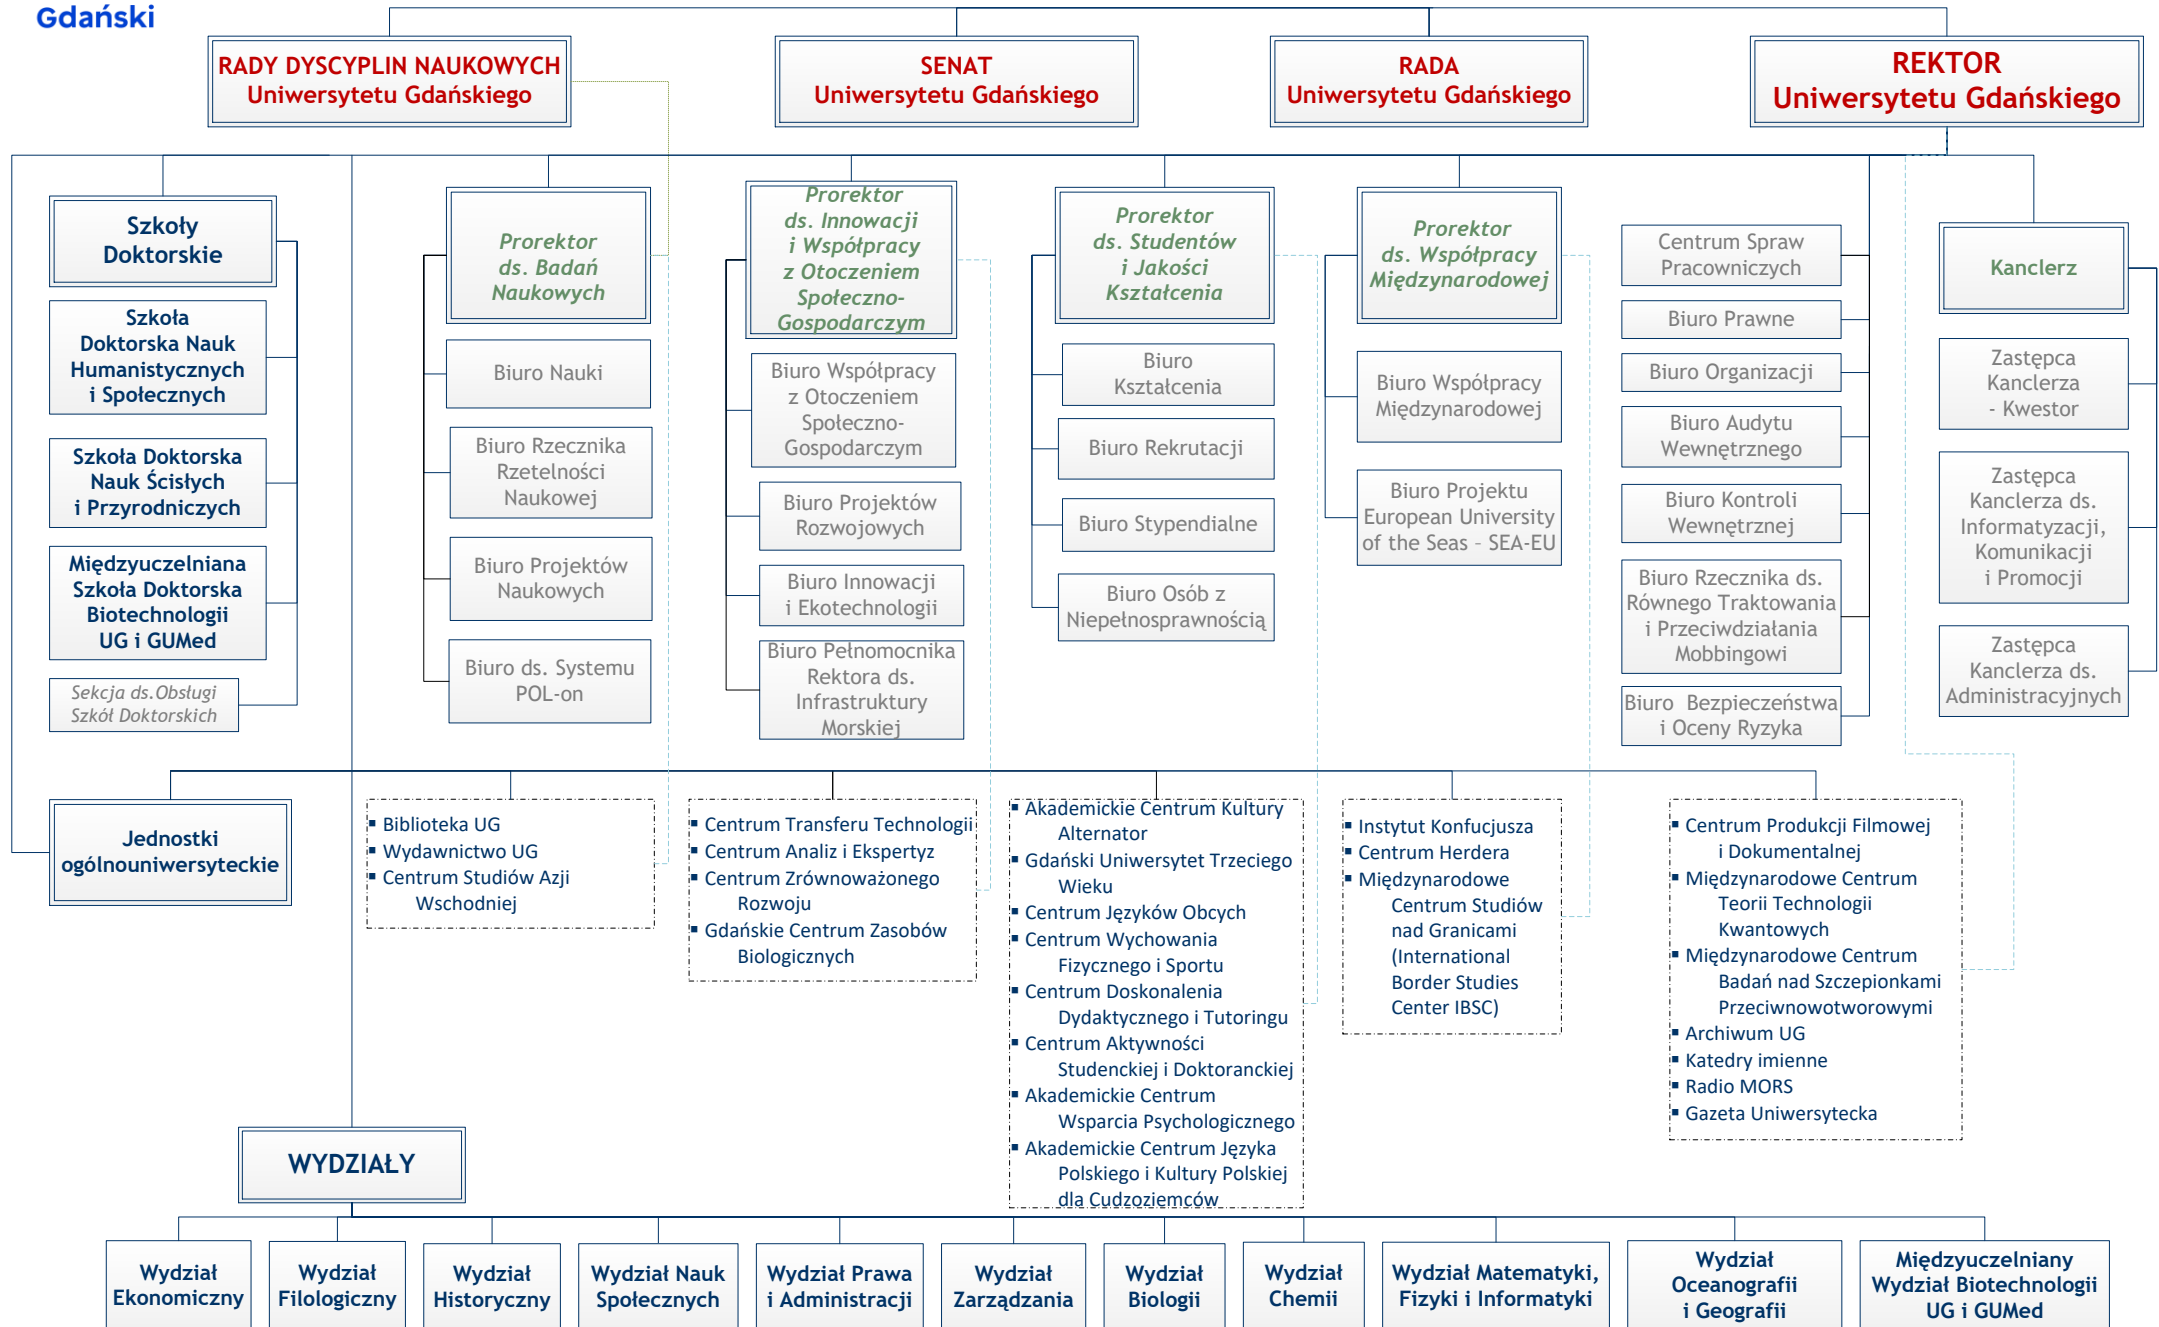 Gdański
RADY DYSCYPLIN NAUKOWYCH
Uniwersytetu Gdańskiego
SENAT
Uniwersytetu Gdańskiego
RADA
Uniwersytetu Gdańskiego
REKTOR
Uniwersytetu Gdańskiego
Szkoły
Doktorskie
Szkoła
Doktorska Nauk
Humanistycznych
i Społecznych
Szkoła Doktorska
Nauk Ścisłych
i Przyrodniczych
Międzyuczelniana
Szkoła Doktorska
Biotechnologii
UG i GUMed
Sekcja ds.Obsługi
Szkół Doktorskich
Prorektor
ds. Badań
Naukowych
Biuro Nauki
Biuro Rzecznika
Rzetelności
Naukowej
Biuro Projektów
Naukowych
Biuro ds. Systemu
POL-on
Prorektor
ds. Innowacji
i Współpracy
z Otoczeniem
Społeczno-
Gospodarczym
Biuro Współpracy
z Otoczeniem
Społeczno-
Gospodarczym
Biuro Projektów
Rozwojowych
Biuro Innowacji
i Ekotechnologii
Biuro Pełnomocnika
Rektora ds.
Infrastruktury
Morskiej
Prorektor
ds. Studentów
i Jakości
Kształcenia
Biuro
Kształcenia
Biuro Rekrutacji
Biuro Stypendialne
Biuro Osób z
Niepełnosprawnością
Prorektor
ds. Współpracy
Międzynarodowej
Biuro Współpracy
Międzynarodowej
Biuro Projektu
European University
of the Seas – SEA-EU
Centrum Spraw
Pracowniczych
Biuro Prawne
Biuro Organizacji
Biuro Audytu
Wewnętrznego
Biuro Kontroli
Wewnętrznej
Biuro Rzecznika ds.
Równego Traktowania
i Przeciwdziałania
Mobbingowi
Biuro Bezpieczeństwa
i Oceny Ryzyka
Kanclerz
Zastępca
Kanclerza
- Kwestor
Zastępca
Kanclerza ds.
Informatyzacji,
Komunikacji
i Promocji
Zastępca
Kanclerza ds.
Administracyjnych
Jednostki
ogólnouniwersyteckie
▪ Biblioteka UG
▪ Wydawnictwo UG
▪ Centrum Studiów Azji
Wschodniej
▪ Centrum Transferu Technologii
▪ Centrum Analiz i Ekspertyz
▪ Centrum Zrównoważonego
Rozwoju
▪ Gdańskie Centrum Zasobów
Biologicznych
▪ Akademickie Centrum Kultury
Alternator
▪ Gdański Uniwersytet Trzeciego
Wieku
▪ Centrum Języków Obcych
▪ Centrum Wychowania
Fizycznego i Sportu
▪ Centrum Doskonalenia
Dydaktycznego i Tutoringu
▪ Centrum Aktywności
Studenckiej i Doktoranckiej
▪ Akademickie Centrum
Wsparcia Psychologicznego
▪ Akademickie Centrum Języka
Polskiego i Kultury Polskiej
dla Cudzoziemców
▪ Instytut Konfucjusza
▪ Centrum Herdera
▪ Międzynarodowe
Centrum Studiów
nad Granicami
(International
Border Studies
Center IBSC)
▪ Centrum Produkcji Filmowej
i Dokumentalnej
▪ Międzynarodowe Centrum
Teorii Technologii
Kwantowych
▪ Międzynarodowe Centrum
Badań nad Szczepionkami
Przeciwnowotworowymi
▪ Archiwum UG
▪ Katedry imienne
▪ Radio MORS
▪ Gazeta Uniwersytecka
WYDZIAŁY
Wydział
Ekonomiczny
Wydział
Filologiczny
Wydział
Historyczny
Wydział Nauk
Społecznych
Wydział Prawa
i Administracji
Wydział
Zarządzania
Wydział
Biologii
Wydział
Chemii
Wydział Matematyki,
Fizyki i Informatyki
Wydział
Oceanografii
i Geografii
Międzyuczelniany
Wydział Biotechnologii
UG i GUMed